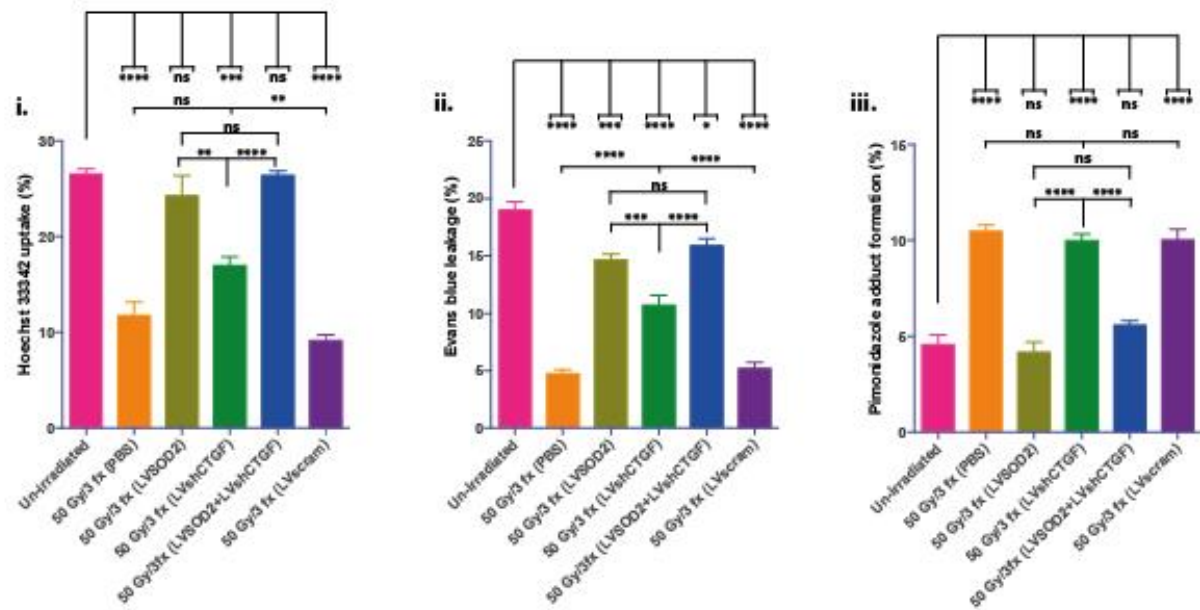 **** ns *** ns ****
ns **
i.
ns
** ****
Hoechst 33342 uptake (%)
30
20
10
0
Un-irradiated
50 Gy/3 fx (PBS)
50 Gy/3 fx (LVSOD2)
50 Gy/3 fx (LVshCTGF)
50 Gy/3fx (LVSOD2+LVshCTGF)
50 Gy/3 fx (LVscram)
ii.
**** *** **** * ****
**** ****
ns
*** ****
Evans blue leakage (%)
25
20
15
10
5
0
Un-irradiated
50 Gy/3 fx (PBS)
50 Gy/3 fx (LVSOD2)
50 Gy/3 fx (LVshCTGF)
50 Gy/3fx (LVSOD2+LVshCTGF)
50 Gy/3 fx (LVscram)
iii.
**** ns **** ns ****
ns ns
ns
**** ****
Pimonidazole adduct formation (%)
15
10
5
0
Un-irradiated
50 Gy/3 fx (PBS)
50 Gy/3 fx (LVSOD2)
50 Gy/3 fx (LVshCTGF)
50 Gy/3fx (LVSOD2+LVshCTGF)
50 Gy/3 fx (LVscram)